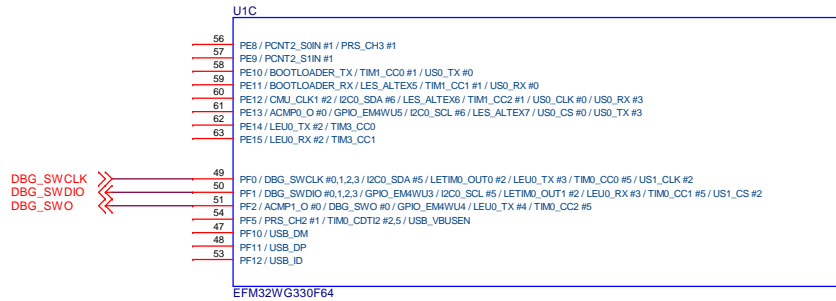 U1C
56 PE8 / PCNT2_S0IN #1 / PRS_CH3 #1
57 PE9 / PCNT2_S1IN #1
58 PE10 / BOOTLOADER_TX / TIM1_CC0 #1 / US0_TX #0
59 PE11 / BOOTLOADER_RX / LES_ALTEX5 / TIM1_CC1 #1 / US0_RX #0
60 PE12 / CMU_CLK1 #2 / I2C0_SDA #6 / LES_ALTEX6 / TIM1_CC2 #1 / US0_CLK #0 / US0_RX #3
61 PE13 / ACMP0_O #0 / GPIO_EM4WU5 / I2C0_SCL #6 / LES_ALTEX7 / US0_CS #0 / US0_TX #3
62 PE14 / LEU0_TX #2 / TIM3_CC0
63 PE15 / LEU0_RX #2 / TIM3_CC1
DBG_SWCLK 49 PF0 / DBG_SWCLK #0,1,2,3 / I2C0_SDA #5 / LETIM0_OUT0 #2 / LEU0_TX #3 / TIM0_CC0 #5 / US1_CLK #2
DBG_SWDIO 50 PF1 / DBG_SWDIO #0,1,2,3 / GPIO_EM4WU3 / I2C0_SCL #5 / LETIM0_OUT1 #2 / LEU0_RX #3 / TIM0_CC1 #5 / US1_CS #2
DBG_SWO 51 PF2 / ACMP1_O #0 / DBG_SWO #0 / GPIO_EM4WU4 / LEU0_TX #4 / TIM0_CC2 #5
54 PF5 / PRS_CH2 #1 / TIM0_CDTI2 #2,5 / USB_VBUSEN
47 PF10 / USB_DM
48 PF11 / USB_DP
53 PF12 / USB_ID
EFM32WG330F64